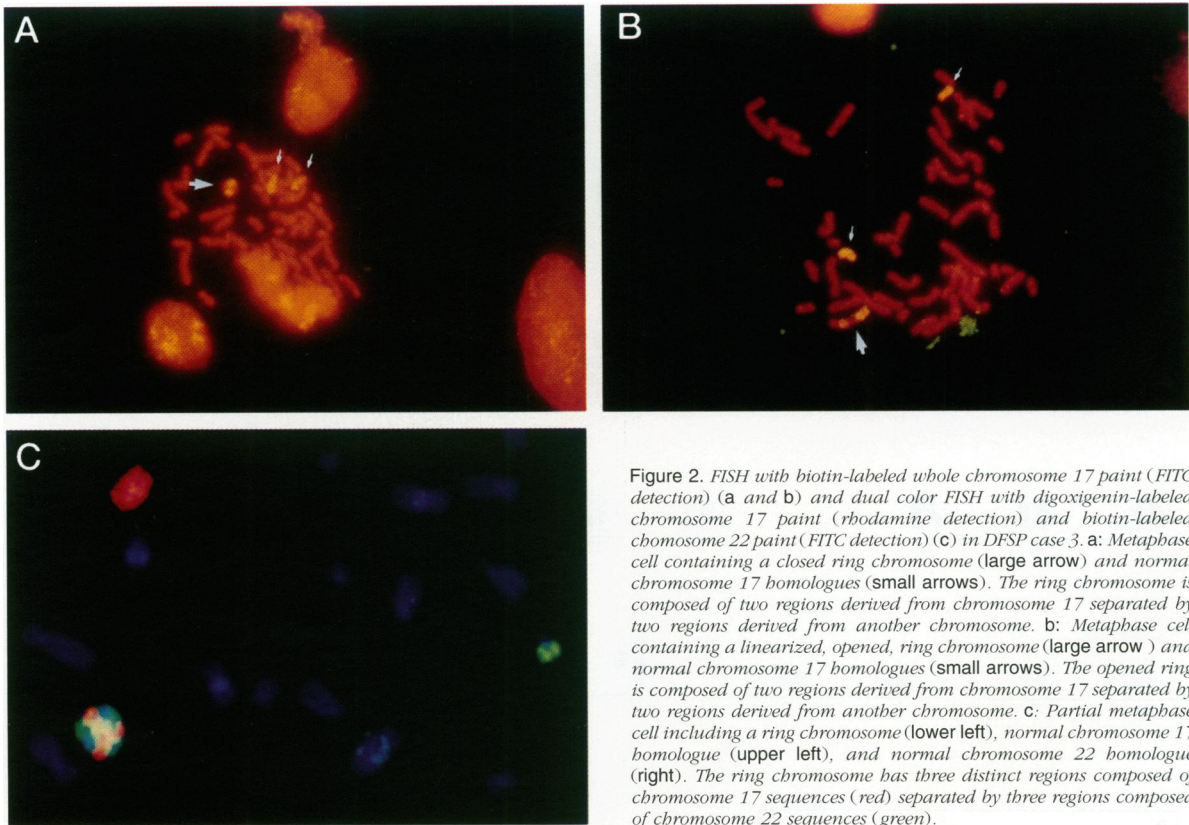 A
B
C
Figure 2. FISH with biotin-labeled whole chromosome 17 paint (FITC
detection) (a and b) and dual color FISH with digoxigenin-labeled
chromosome 17 paint (rhodamine detection) and biotin-labeled
chomosome 22 paint (FITC detection) (c) in DFSP case 3. a: Metaphase
cell containing a closed ring chromosome (large arrow) and norma
chromosome 17 homologues (small arrows). The ring chromosome is
composed of two regions derived from chromosome 17 separated by
two regions derived from another chromosome. b: Metaphase cel
containing a linearized, opened, ring chromosome (large arrow ) and
normal chromosome 17 homologues (small arrows). The opened ring
is composed of two regions derived from chromosome 17 separated by
two regions derived from another chromosome. c: Partial metaphase
cell including a ring chromosome (lower left), normal chromosome 17
homologue (upper left), and normal chromosome 22 homologue
(right). The ring chromosome has three distinct regions composed of
chromosome 17 sequences (red) separated by three regions composed
of chromosome 22 sequences (green).